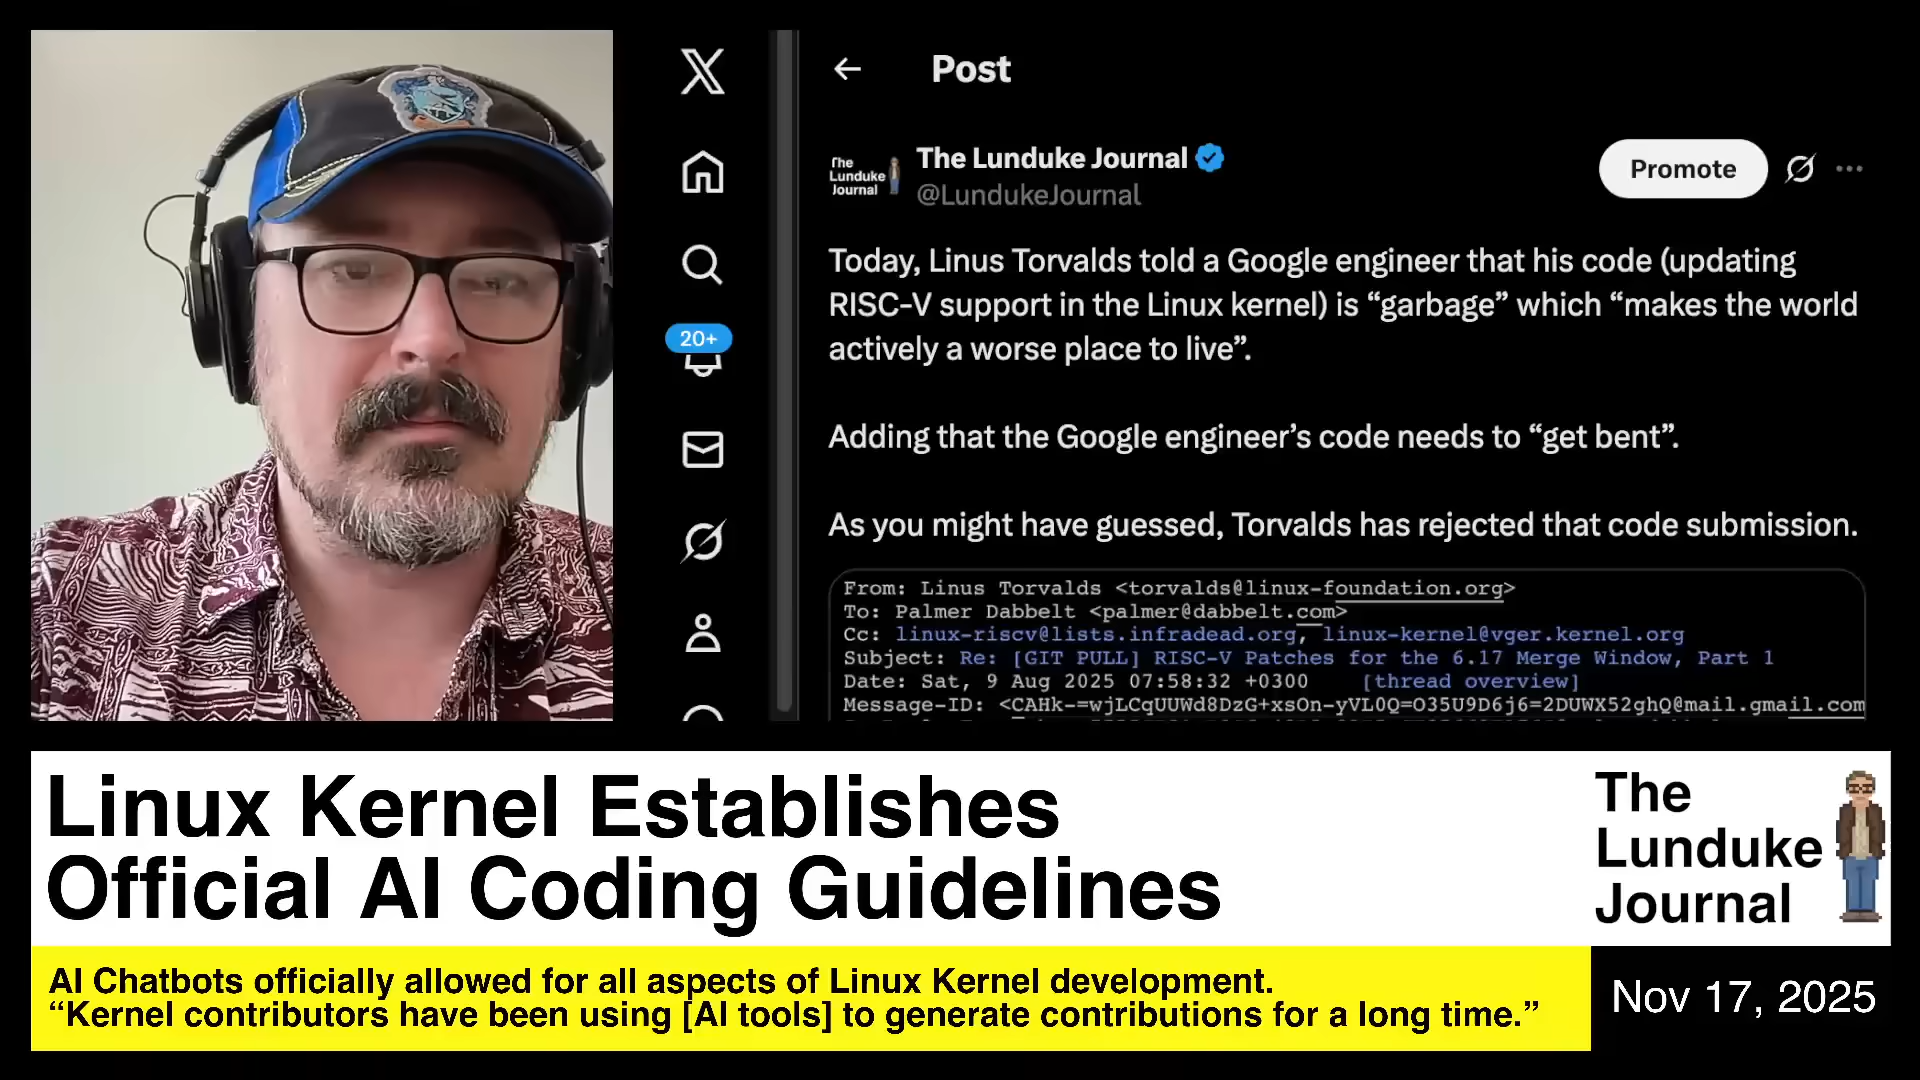 Post
The Lunduke Journal
@LundukeJournal
Promote
The
Lunduke
Journal
20+
Today, Linus Torvalds told a Google engineer that his code (updating
RISC-V support in the Linux kernel) is “garbage” which “makes the world
actively a worse place to live”.
Adding that the Google engineer’s code needs to “get bent”.
As you might have guessed, Torvalds has rejected that code submission.
From: Linus Torvalds <torvalds@linux-foundation.org>
To: Palmer Dabbelt <palmer@dabbelt.com>
Cc: linux-riscv@lists.infradead.org, linux-kernel@vger.kernel.org
Subject: Re: [GIT PULL] RISC-V Patches for the 6.17 Merge Window, Part 1
Date: Sat, 9 Aug 2025 07:58:32 +0300 [thread overview]
Message-ID: <CAHk-=wjLCqUUWd8DzG+xsOn-yVL0Q=O35U9D6j6=2DUWX52ghQ@mail.gmail.com
Linux Kernel Establishes
Official AI Coding Guidelines
The
Lunduke
Journal
AI Chatbots officially allowed for all aspects of Linux Kernel development.
“Kernel contributors have been using [AI tools] to generate contributions for a long time.”
Nov 17, 2025